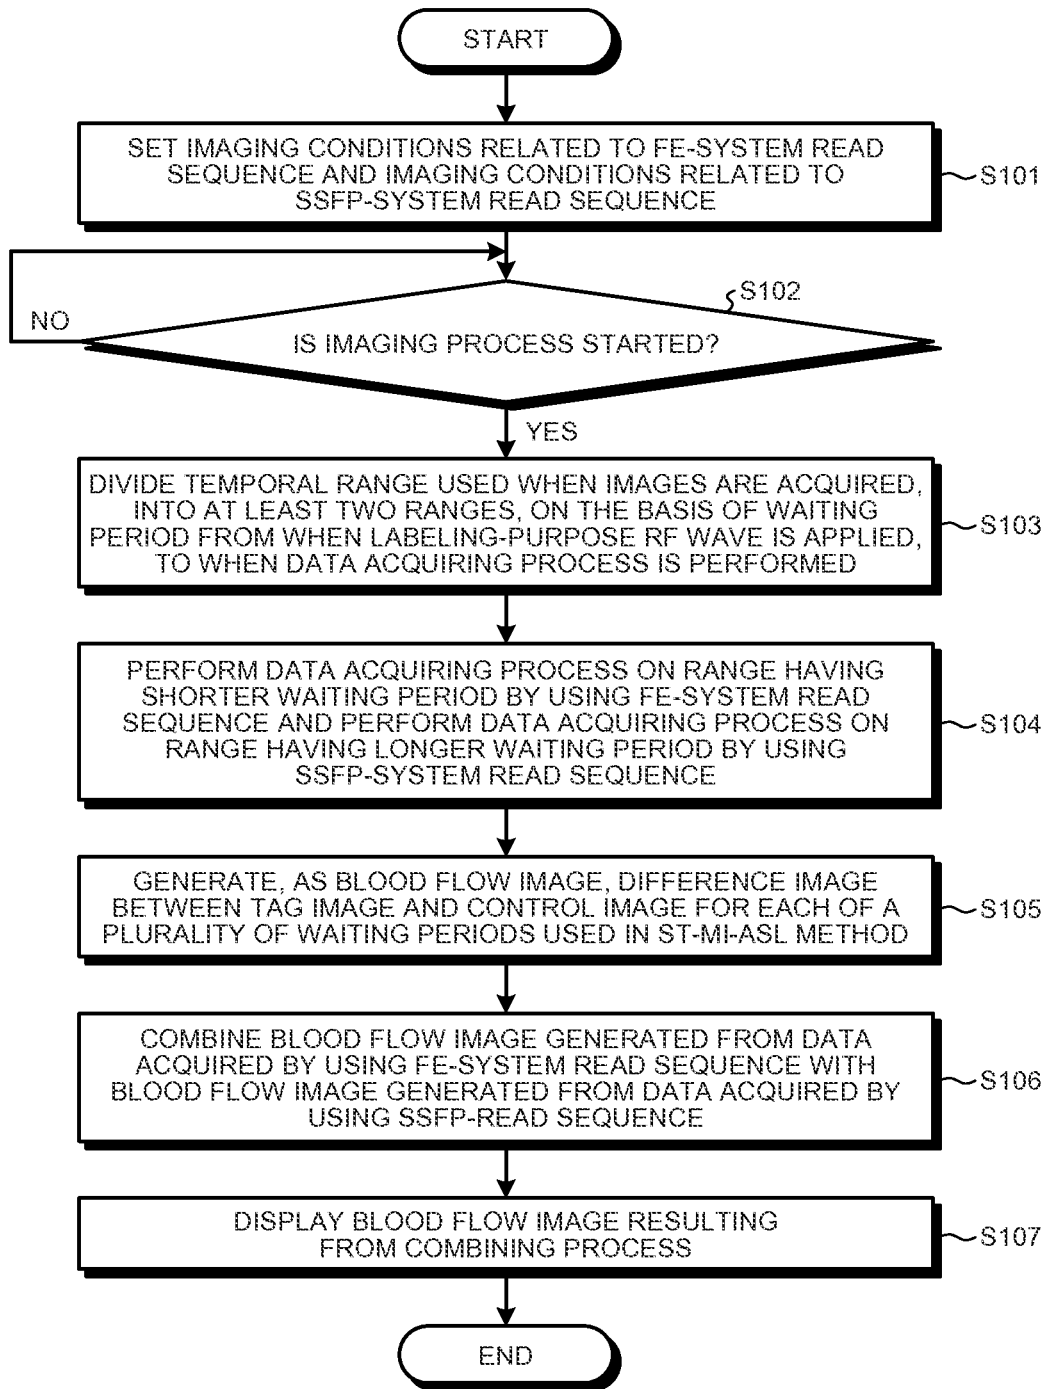 START
SET IMAGING CONDITIONS RELATED TO FE-SYSTEM READ
SEQUENCE AND IMAGING CONDITIONS RELATED TO
SSFP-SYSTEM READ SEQUENCE
S101
S102
NO
IS IMAGING PROCESS STARTED?
YES
DIVIDE TEMPORAL RANGE USED WHEN IMAGES ARE ACQUIRED,
INTO AT LEAST TWO RANGES, ON THE BASIS OF WAITING
PERIOD FROM WHEN LABELING-PURPOSE RF WAVE IS APPLIED,
TO WHEN DATA ACQUIRING PROCESS IS PERFORMED
S103
PERFORM DATA ACQUIRING PROCESS ON RANGE HAVING
SHORTER WAITING PERIOD BY USING FE-SYSTEM READ
SEQUENCE AND PERFORM DATA ACQUIRING PROCESS ON
RANGE HAVING LONGER WAITING PERIOD BY USING
SSFP-SYSTEM READ SEQUENCE
S104
GENERATE, AS BLOOD FLOW IMAGE, DIFFERENCE IMAGE
BETWEEN TAG IMAGE AND CONTROL IMAGE FOR EACH OF A
PLURALITY OF WAITING PERIODS USED IN ST-MI-ASL METHOD
S105
COMBINE BLOOD FLOW IMAGE GENERATED FROM DATA
ACQUIRED BY USING FE-SYSTEM READ SEQUENCE WITH
BLOOD FLOW IMAGE GENERATED FROM DATA ACQUIRED BY
USING SSFP-READ SEQUENCE
S106
DISPLAY BLOOD FLOW IMAGE RESULTING
FROM COMBINING PROCESS
S107
END